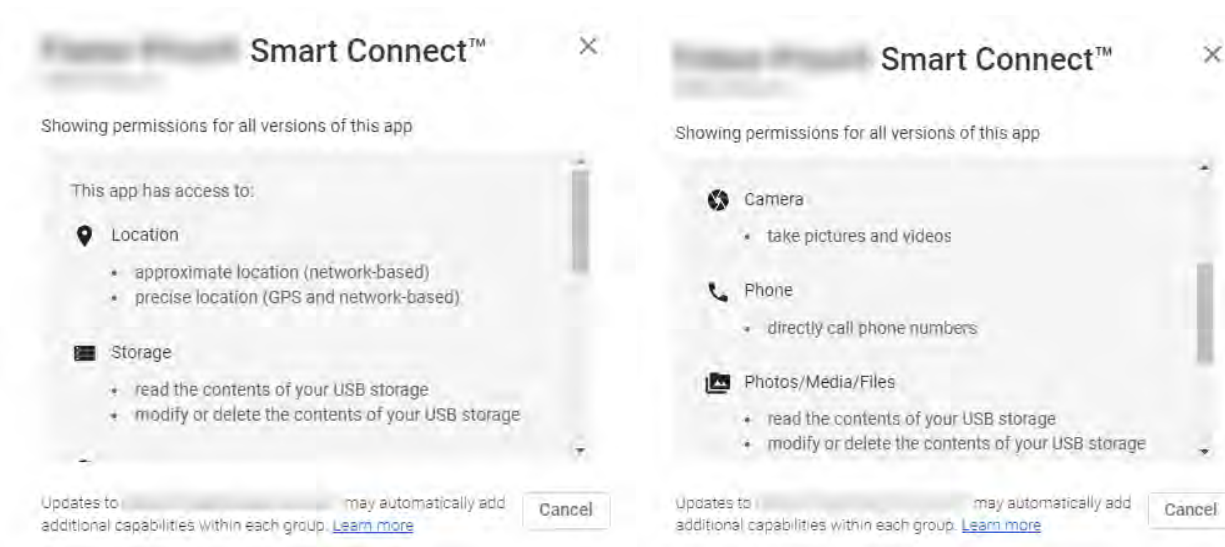 Smart Connect™
Showing permissions for all versions of this app
This app has access to:
Location
• approximate location (network-based)
• precise location (GPS and network-based)
Storage
• read the contents of your USB storage
• modify or delete the contents of your USB storage
Updates to may automatically add
additional capabilities within each group. Learn more
Cancel
Smart Connect™
Showing permissions for all versions of this app
Camera
• take pictures and videos
Phone
• directly call phone numbers
Photos/Media/Files
• read the contents of your USB storage
• modify or delete the contents of your USB storage
Updates to may automatically add
additional capabilities within each group. Learn more
Cancel